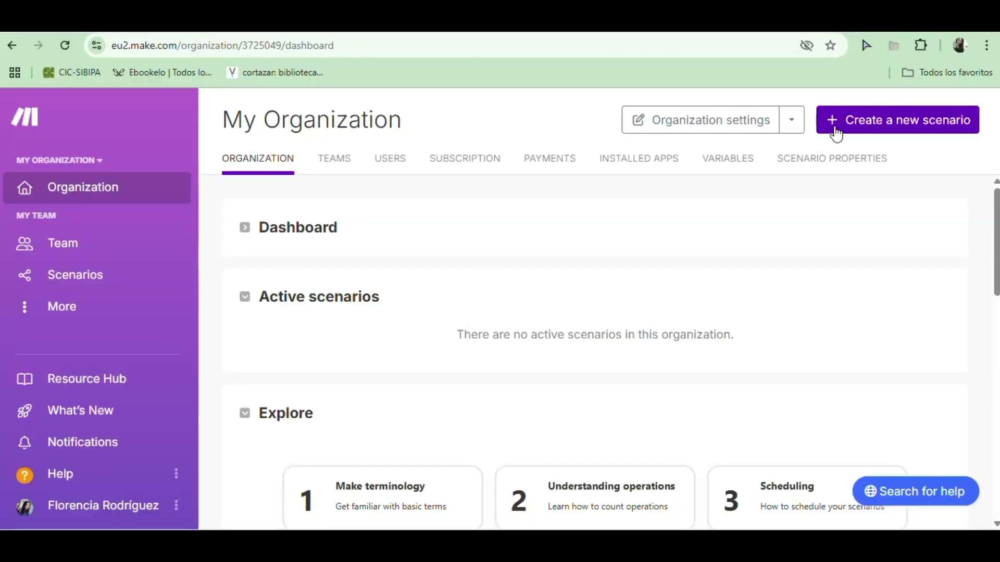 eu2.make.com/organization/3725049/dashboard
CIC-SIBIPA
Ebookelo | Todos lo...
cortazar: biblioteca...
Todos los favoritos
My Organization
Organization settings
+ Create a new scenario
MY ORGANIZATION
Organization
MY TEAM
Team
Scenarios
More
Resource Hub
What's New
Notifications
Help
Florencia Rodríguez
ORGANIZATION
TEAMS
USERS
SUBSCRIPTION
PAYMENTS
INSTALLED APPS
VARIABLES
SCENARIO PROPERTIES
Dashboard
Active scenarios
There are no active scenarios in this organization.
Explore
1
Make terminology
Get familiar with basic terms
2
Understanding operations
Learn how to count operations
3
Scheduling
How to schedule your scenarios
Search for help